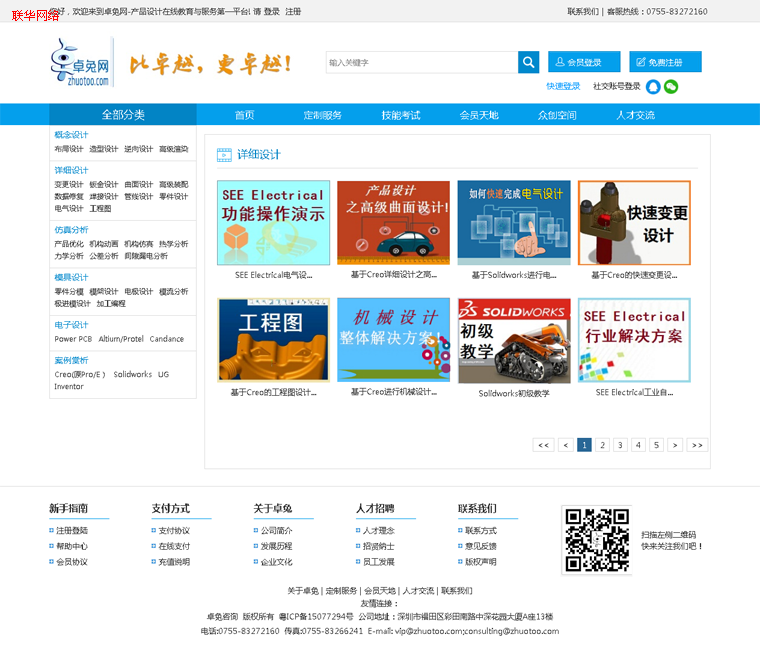 联华网络
您好，欢迎来到卓兔网-产品设计在线教育与服务第一平台! 请 登录 注册
联系我们 | 客服热线：0755-83272160
卓兔网
zhuotoo.com
比卓越，更卓越!
输入关键字
会员登录
免费注册
快速登录 社交账号登录
全部分类 首页 定制服务 技能考试 会员天地 众创空间 人才交流
概念设计
布局设计 造型设计 逆向设计 高级渲染
详细设计
变更设计 钣金设计 曲面设计 高级装配
数据修复 焊接设计 管线设计 零件设计
电气设计 工程图
仿真分析
产品优化 机构动画 机构仿真 热学分析
力学分析 公差分析 间隙漏电分析
模具设计
零件分模 模架设计 电极设计 模流分析
级进模设计 加工编程
电子设计
Power PCB Altium/Protel Candance
案例赏析
Creo(原Pro/E ) Solidworks UG
Inventor
详细设计
SEE Electrical
功能操作演示
产品设计
之高级曲面设计!
如何快速完成电气设计
快速变更
设计
SEE Electrical电气设...
基于Creo详细设计之高...
基于Solidworks进行电...
基于Creo的快速变更设...
工程图
机械设计
整体解决方案
SOLIDWORKS
初级
教学
SEE Electrical
行业解决方案
基于Creo的工程图设计...
基于Creo进行机械设计...
Solidworks初级教学
SEE Electrical工业自...
<< < 1 2 3 4 5 > >>
新手指南 支付方式 关于卓兔 人才招聘 联系我们
注册登陆 支付协议 公司简介 人才理念 联系方式
帮助中心 在线支付 发展历程 招贤纳士 意见反馈
会员协议 充值说明 企业文化 员工发展 版权声明
扫描左侧二维码
快来关注我们吧！
关于卓兔 | 定制服务 | 会员天地 | 人才交流 | 联系我们
友情连接：
卓兔咨询 版权所有 粤ICP备15077294号 公司地址：深圳市福田区彩田南路中深花园大厦A座13楼
电话:0755-83272160 传真:0755-83266241 E-mail: vip@zhuotoo.com;consulting@zhuotoo.com